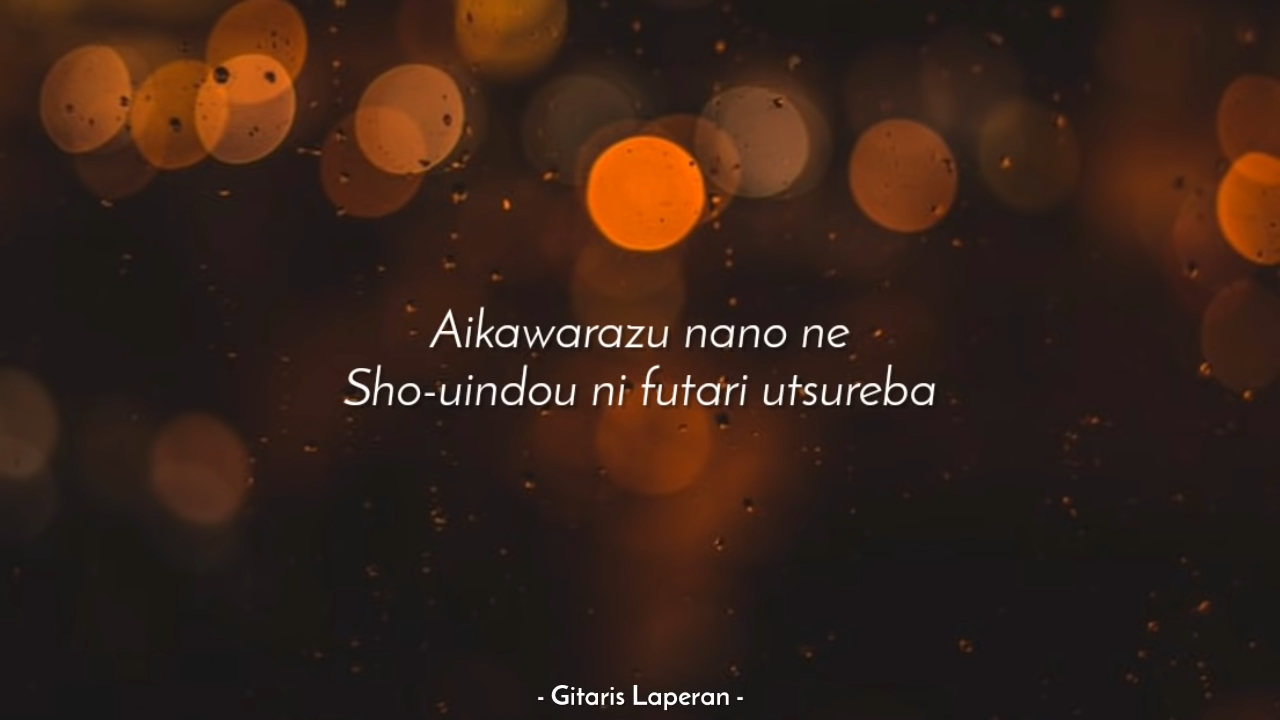 Aikawarazu nano ne
Sho-uindou ni futari utsureba
- Gitaris Laperan -